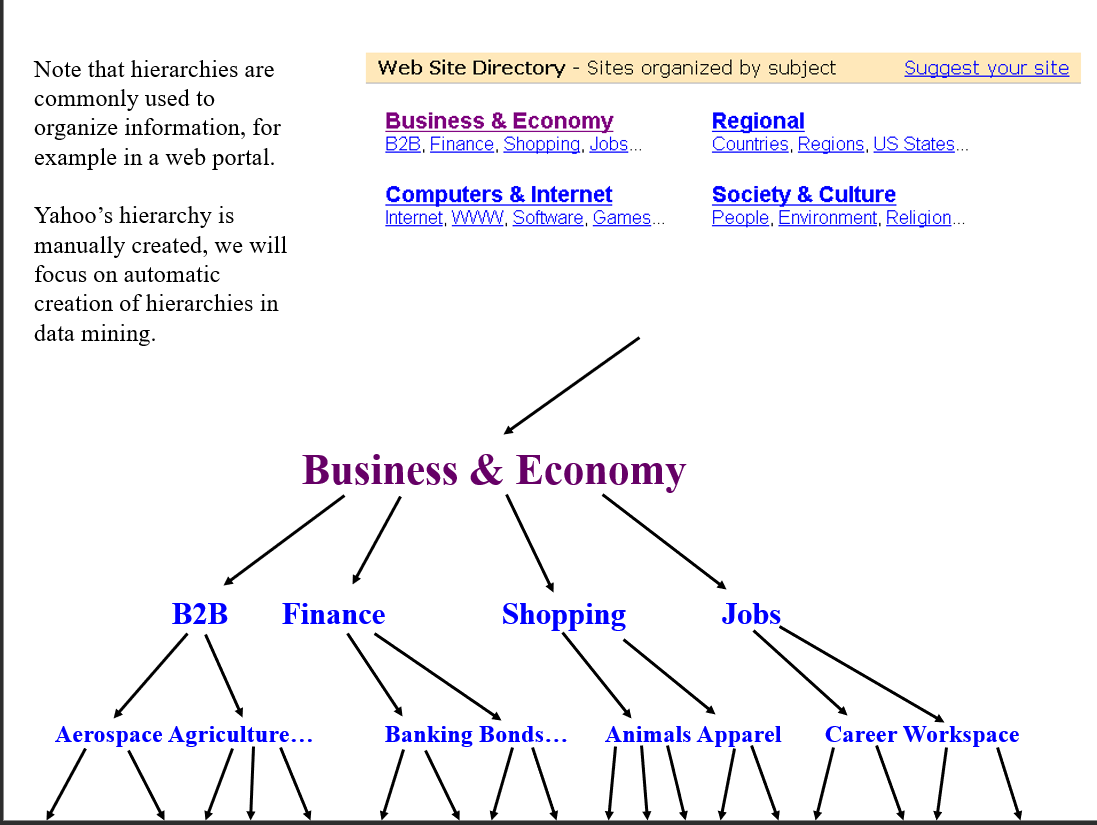 Note that hierarchies are
commonly used to
organize information, for
example in a web portal.
Yahoo’s hierarchy is
manually created, we will
focus on automatic
creation of hierarchies in
data mining.
Web Site Directory - Sites organized by subject Suggest your site
Business & Economy
B2B, Finance, Shopping, Jobs...
Regional
Countries, Regions, US States...
Computers & Internet
Internet, WWW, Software, Games...
Society & Culture
People, Environment, Religion...
Business & Economy
B2B Finance Shopping Jobs
Aerospace Agriculture… Banking Bonds… Animals Apparel Career Workspace